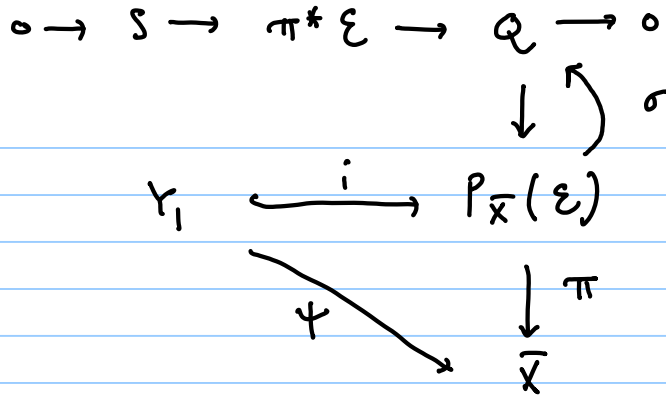 0 → S → π* ℰ → Q → 0
σ
Y₁ i P_X̄(ℰ)
ψ π
X̄